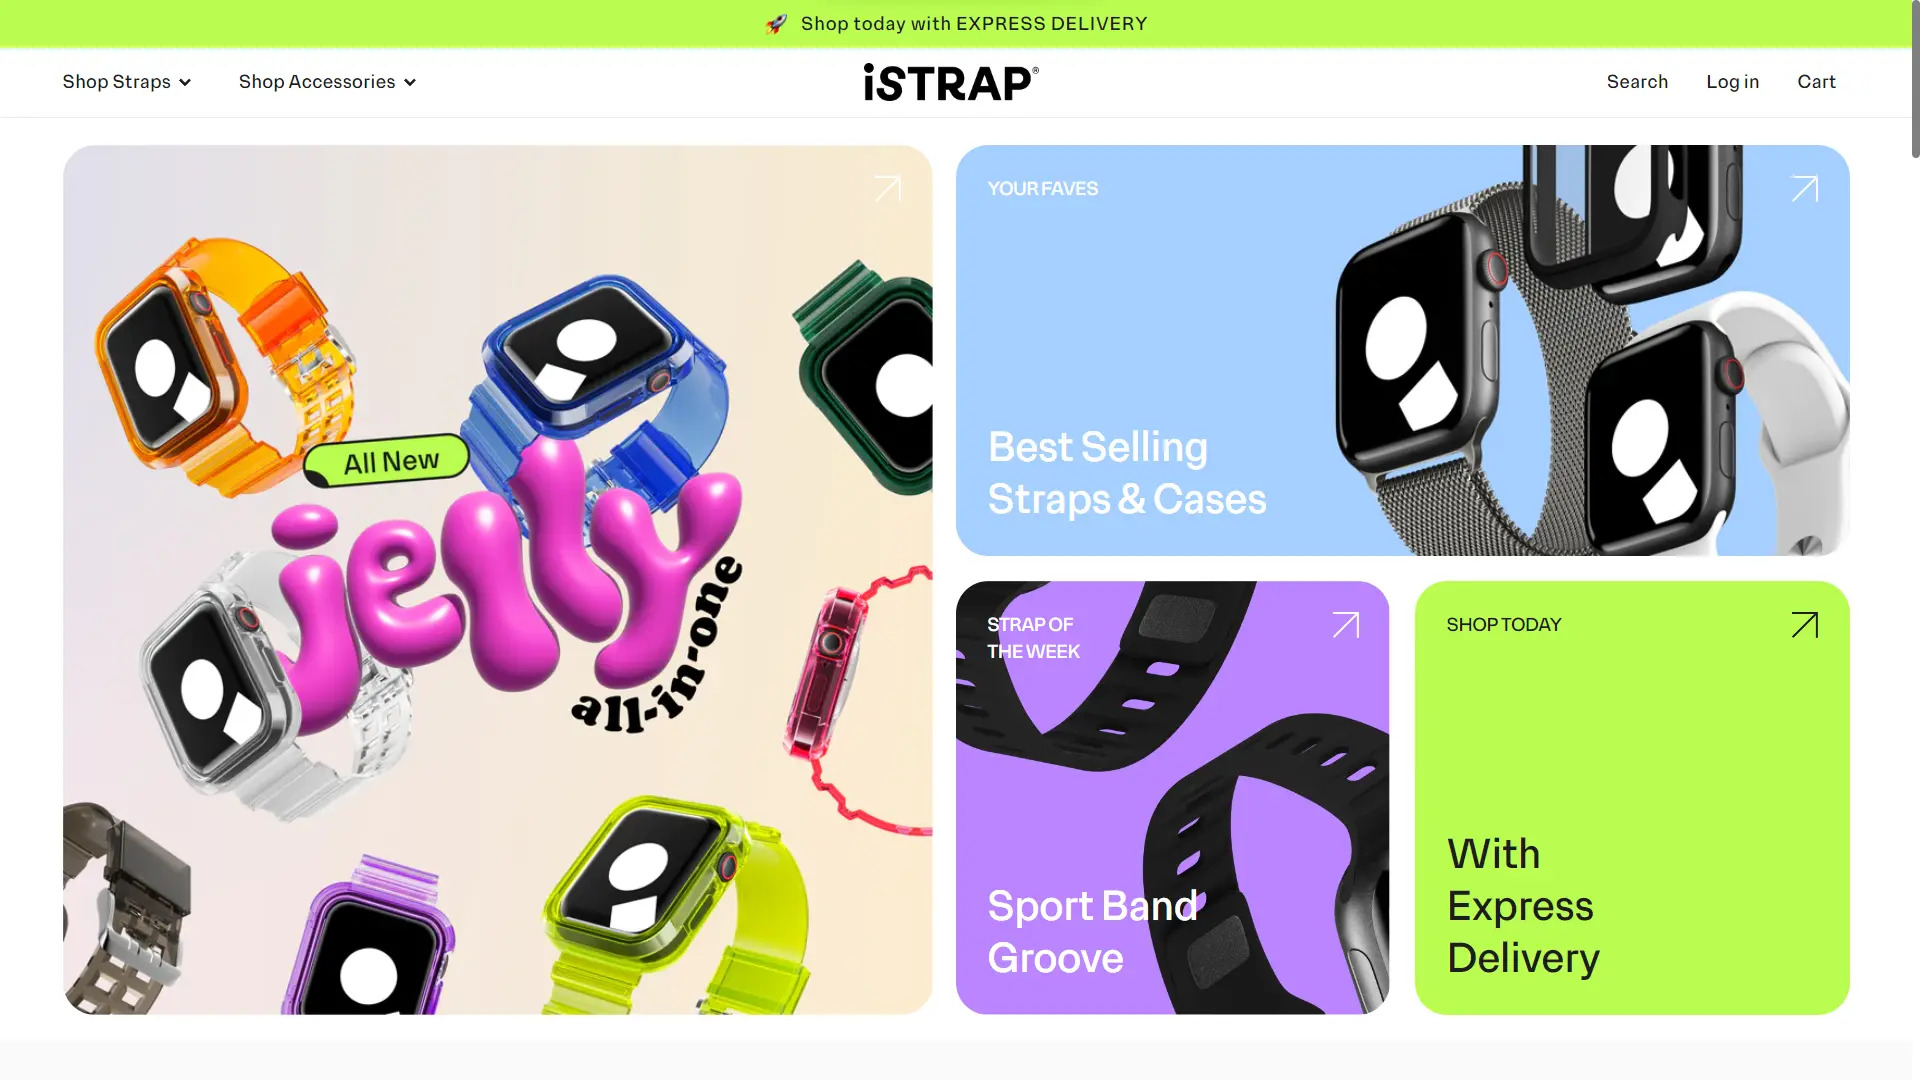 🚀 Shop today with EXPRESS DELIVERY
Shop Straps
Shop Accessories
iSTRAP®
Search
Log in
Cart
All New
jelly
all-in-one
YOUR FAVES
Best Selling
Straps & Cases
STRAP OF
THE WEEK
Sport Band
Groove
SHOP TODAY
With
Express
Delivery